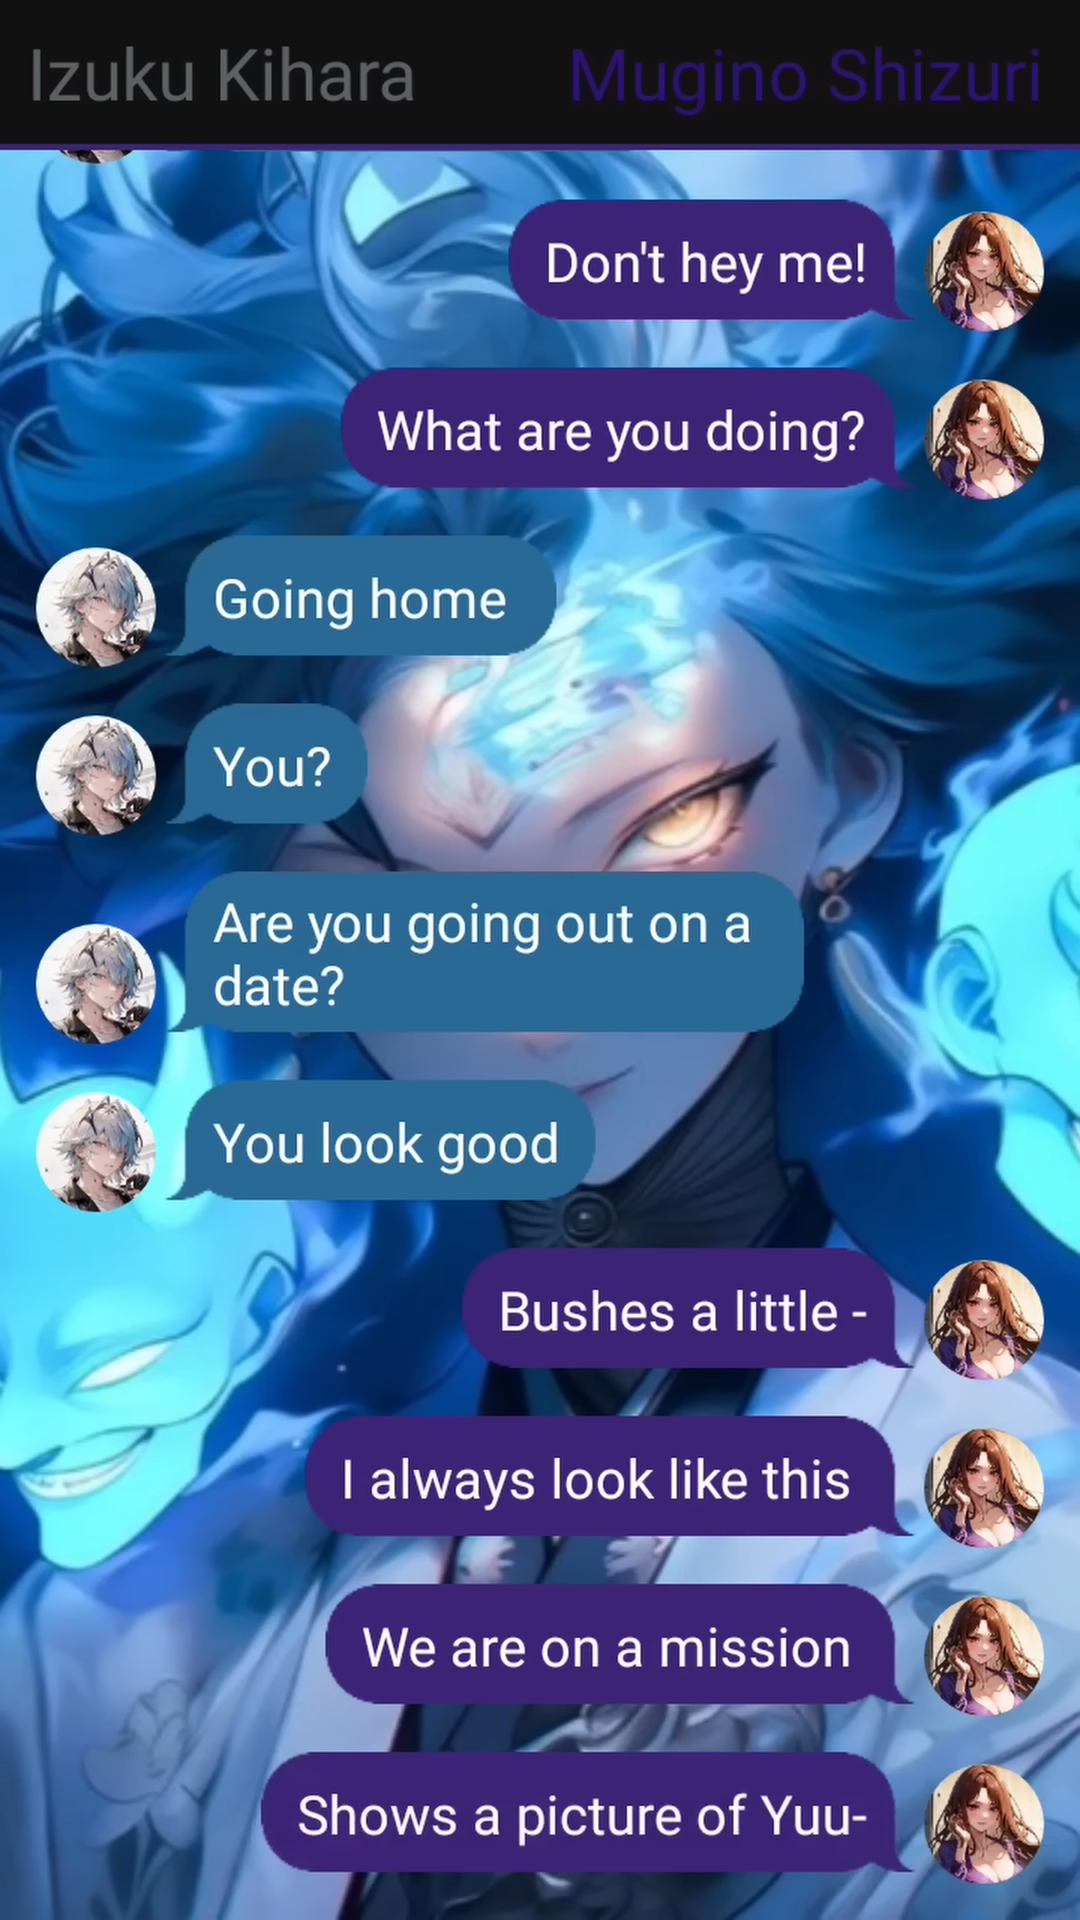 Izuku Kihara
Mugino Shizuri
Don't hey me!
What are you doing?
Going home
You?
Are you going out on a
date?
You look good
Bushes a little -
I always look like this
We are on a mission
Shows a picture of Yuu-